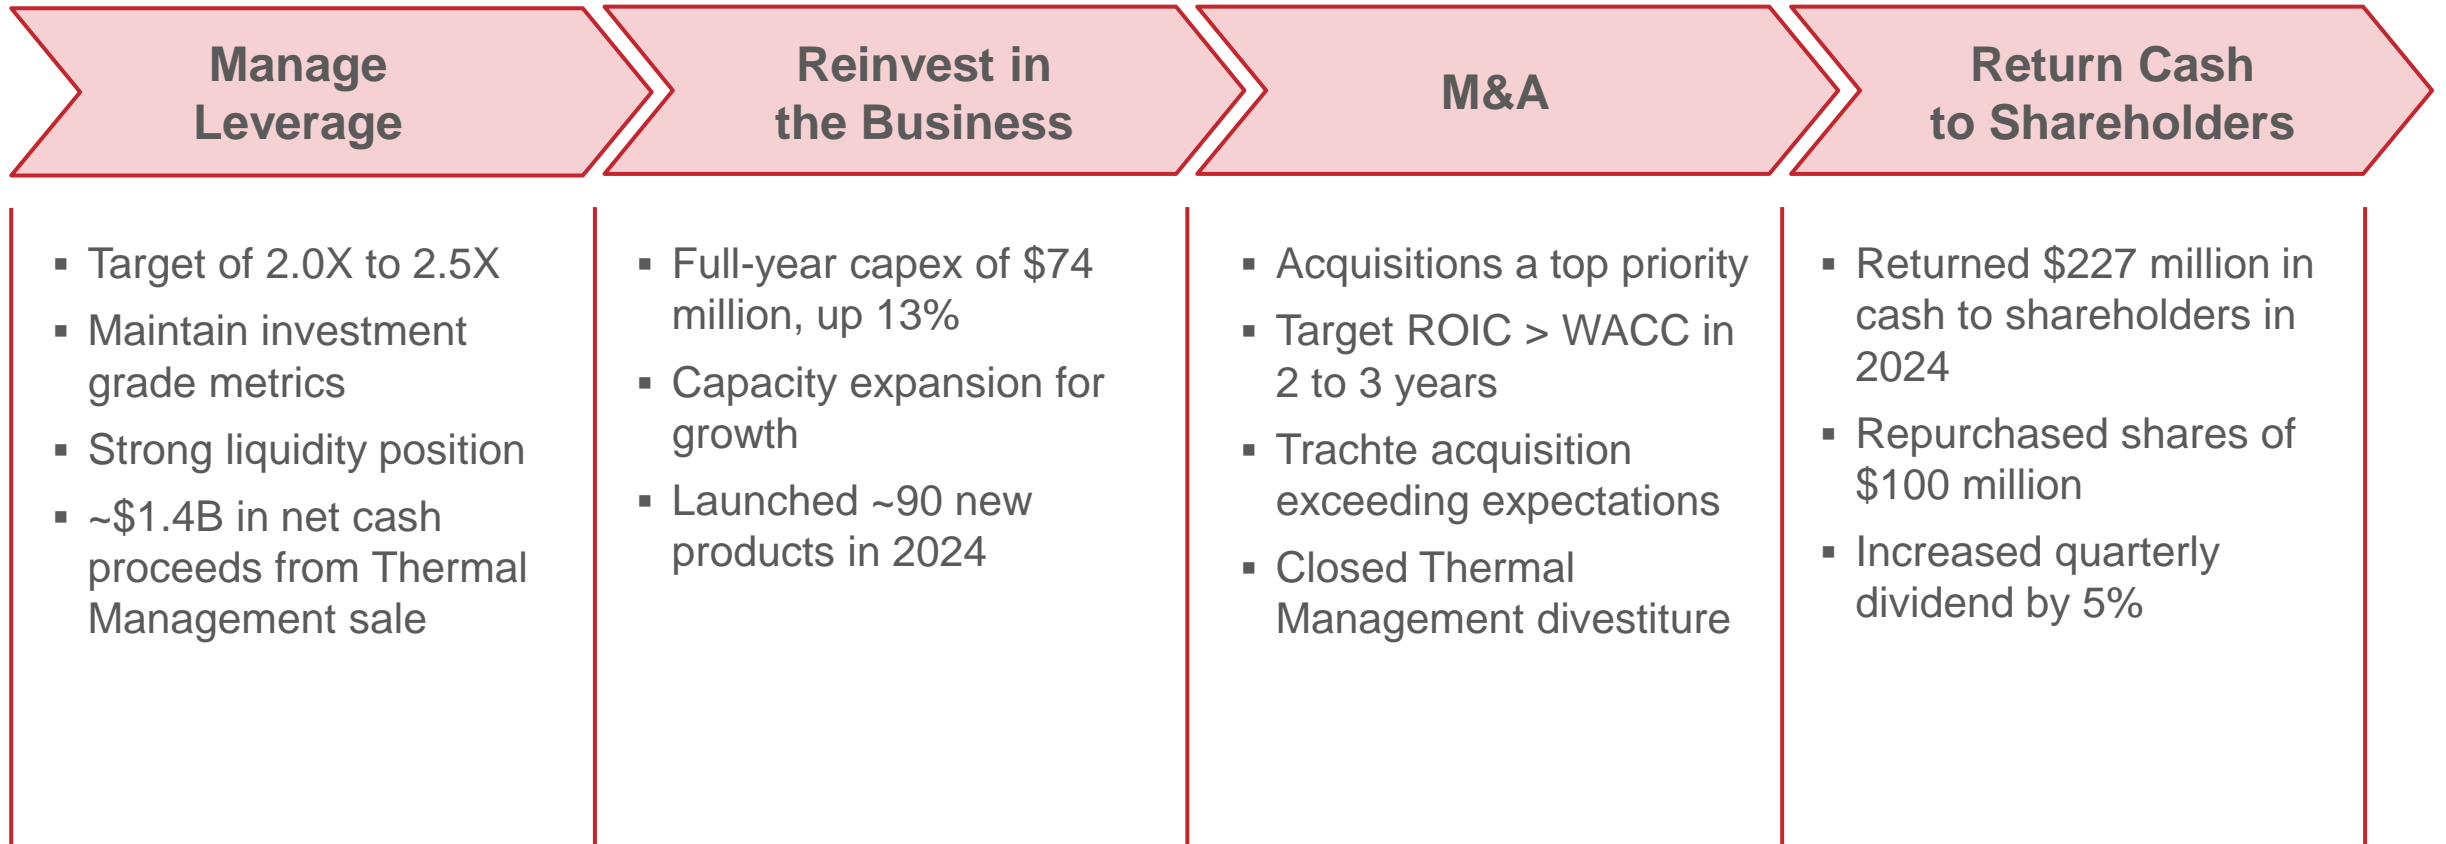 Manage
Leverage
Reinvest in
the Business
M&A
Return Cash
to Shareholders
▪ Target of 2.0X to 2.5X
▪ Maintain investment
grade metrics
▪ Strong liquidity position
▪ ~$1.4B in net cash
proceeds from Thermal
Management sale
▪ Full-year capex of $74
million, up 13%
▪ Capacity expansion for
growth
▪ Launched ~90 new
products in 2024
▪ Acquisitions a top priority
▪ Target ROIC > WACC in
2 to 3 years
▪ Trachte acquisition
exceeding expectations
▪ Closed Thermal
Management divestiture
▪ Returned $227 million in
cash to shareholders in
2024
▪ Repurchased shares of
$100 million
▪ Increased quarterly
dividend by 5%